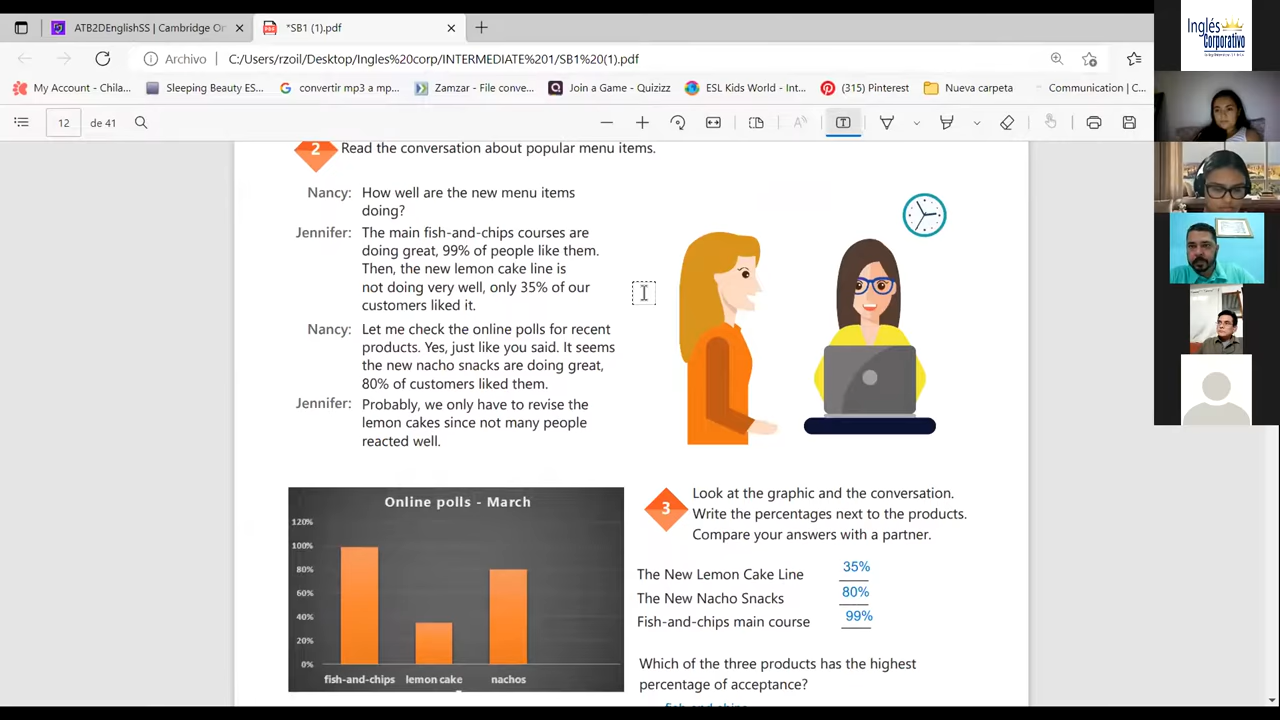 ATB2DEnglishSS | Cambridge Or
*SB1 (1).pdf
Inglés
Corporativo
Archivo
C:/Users/rzoil/Desktop/Ingles%20corp/INTERMEDIATE%201/SB1%20(1).pdf
My Account - Chila...
Sleeping Beauty ES...
convertir mp3 a mp...
Zamzar - File conve...
Join a Game - Quizizz
ESL Kids World - Int...
(315) Pinterest
Nueva carpeta
Communication | C...
12
de 41
2
Read the conversation about popular menu items.
Nancy: How well are the new menu items
doing?
Jennifer: The main fish-and-chips courses are
doing great, 99% of people like them.
Then, the new lemon cake line is
not doing very well, only 35% of our
customers liked it.
Nancy: Let me check the online polls for recent
products. Yes, just like you said. It seems
the new nacho snacks are doing great,
80% of customers liked them.
Jennifer: Probably, we only have to revise the
lemon cakes since not many people
reacted well.
Online polls - March
120%
100%
80%
60%
40%
20%
0%
fish-and-chips lemon cake nachos
3
Look at the graphic and the conversation.
Write the percentages next to the products.
Compare your answers with a partner.
The New Lemon Cake Line 35%
The New Nacho Snacks 80%
Fish-and-chips main course 99%
Which of the three products has the highest
percentage of acceptance?